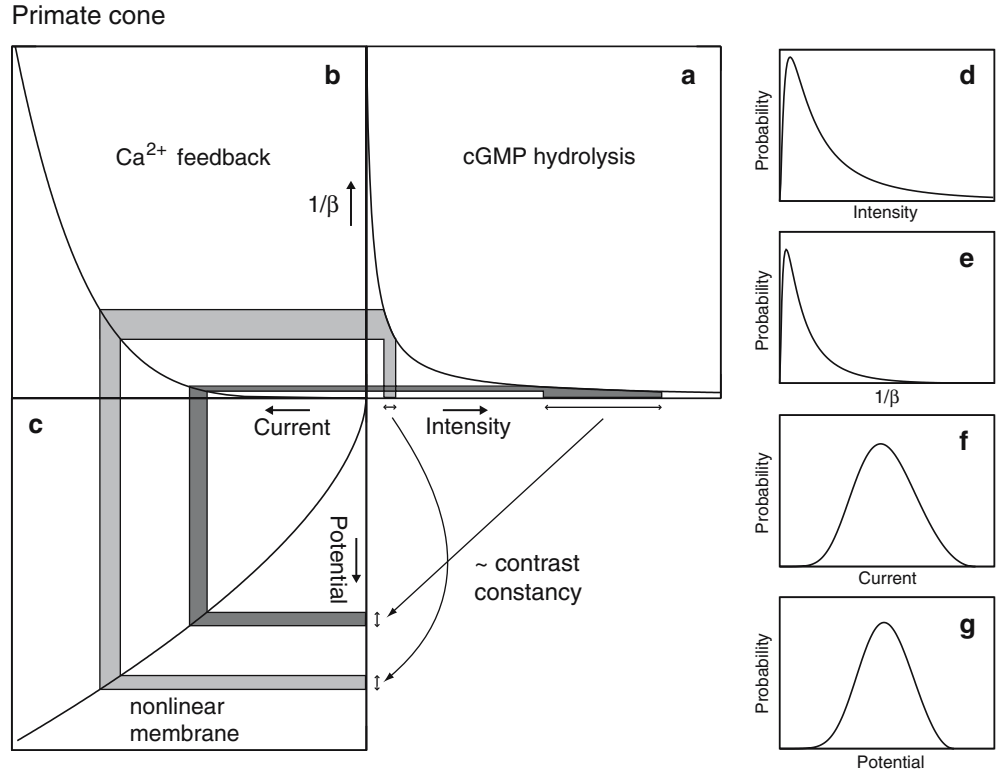 Primate cone
b
a
Ca2+ feedback
cGMP hydrolysis
1/β
c
Current
Intensity
Potential
~ contrast
constancy
nonlinear
membrane
d
Probability
Intensity
e
Probability
1/β
f
Probability
Current
g
Probability
Potential